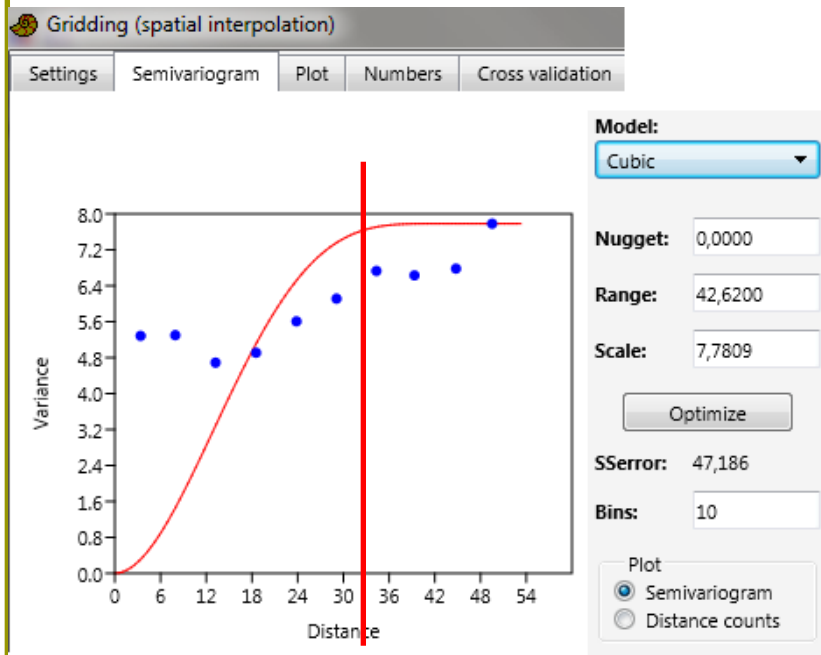 Gridding (spatial interpolation)
Settings Semivariogram Plot Numbers Cross validation
Model:
Cubic
Nugget: 0,0000
Range: 42,6200
Scale: 7,7809
Optimize
SSerror: 47,186
Bins: 10
Plot
Semivariogram
Distance counts
Variance
8.0
7.2
6.4
5.6
4.8
4.0
3.2
2.4
1.6
0.8
0.0
0 6 12 18 24 30 36 42 48 54
Distance